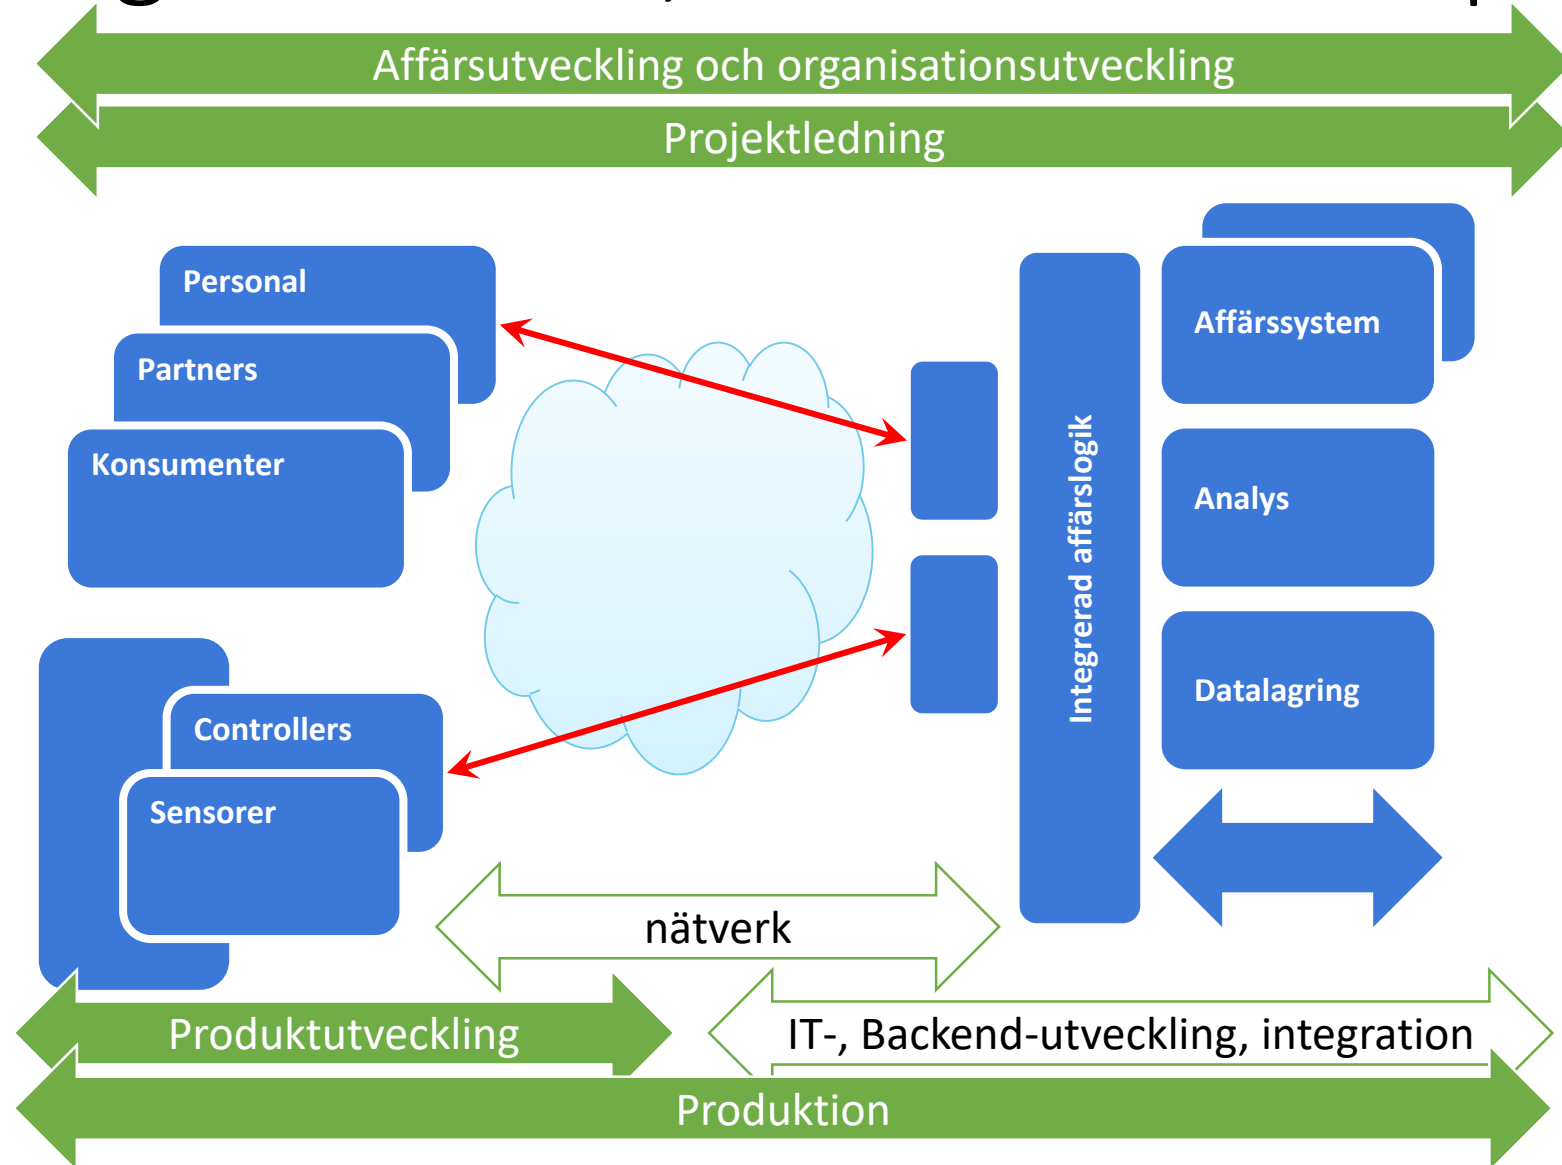 Affärsutveckling och organisationsutveckling
Projektledning
Personal
Partners
Konsumenter
Controllers
Sensorer
Integrerad affärslogik
Affärssystem
Analys
Datalagring
nätverk
Produktutveckling
IT-, Backend-utveckling, integration
Produktion